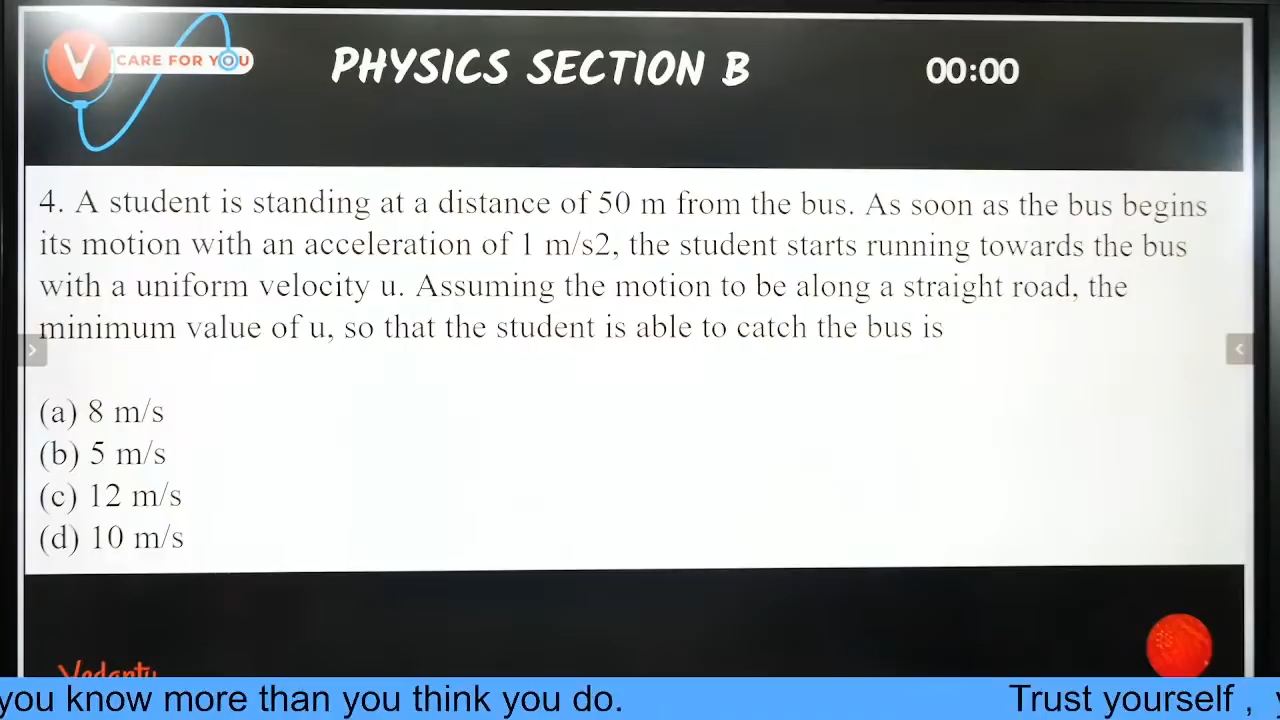 V CARE FOR YOU
PHYSICS SECTION B
00:00
4. A student is standing at a distance of 50 m from the bus. As soon as the bus begins
its motion with an acceleration of 1 m/s2, the student starts running towards the bus
with a uniform velocity u. Assuming the motion to be along a straight road, the
minimum value of u, so that the student is able to catch the bus is
(a) 8 m/s
(b) 5 m/s
(c) 12 m/s
(d) 10 m/s
Vedantu
you know more than you think you do.
Trust yourself ,